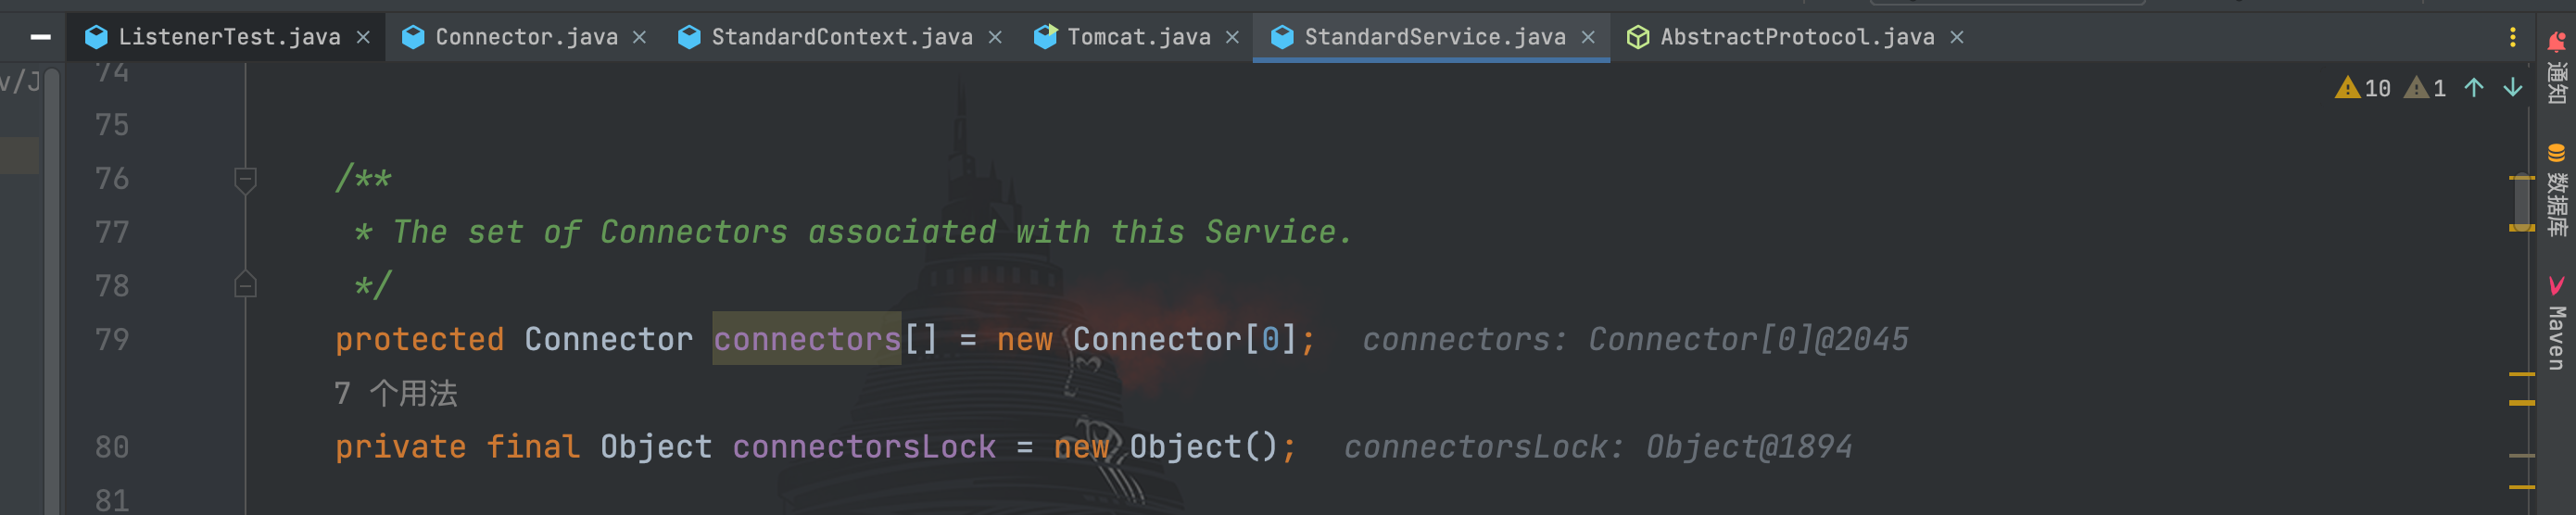 ListenerTest.java Connector.java StandardContext.java Tomcat.java StandardService.java AbstractProtocol.java
v/J
74
10 1
75
76 /**
77 * The set of Connectors associated with this Service.
78 */
79 protected Connector connectors[] = new Connector[0]; connectors: Connector[0]@2045
7 个用法
80 private final Object connectorsLock = new Object(); connectorsLock: Object@1894
81
通知
数据库
Maven